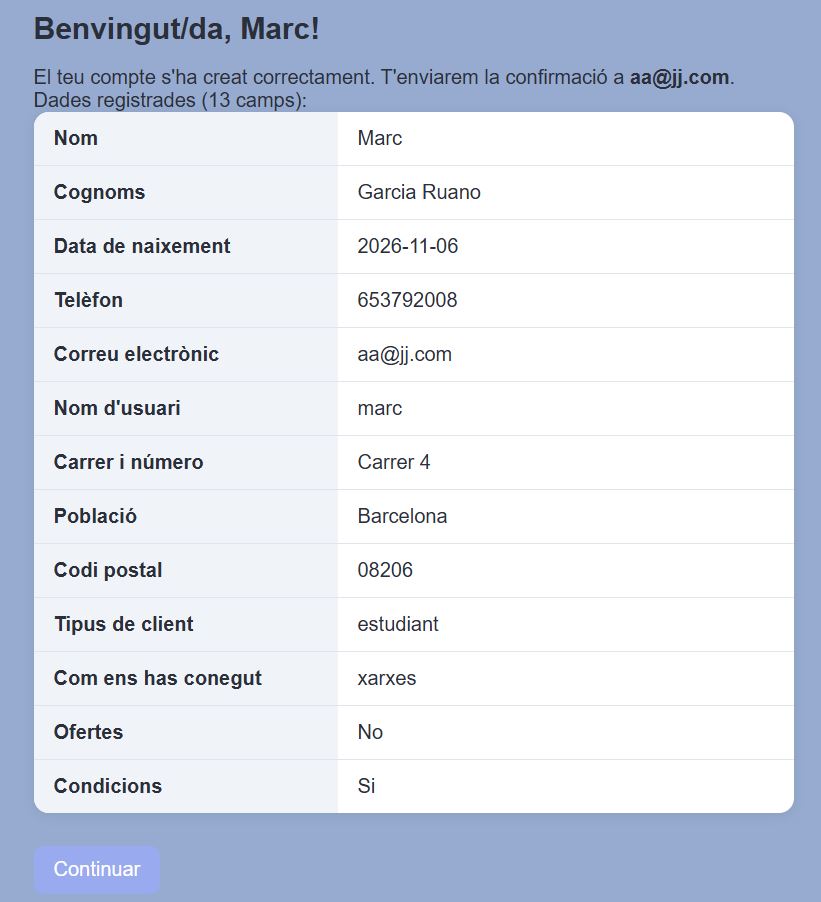 Benvingut/da, Marc!
El teu compte s'ha creat correctament. T'enviarem la confirmació a aa@jj.com.
Dades registrades (13 camps):
Nom Marc
Cognoms Garcia Ruano
Data de naixement 2026-11-06
Telèfon 653792008
Correu electrònic aa@jj.com
Nom d'usuari marc
Carrer i número Carrer 4
Població Barcelona
Codi postal 08206
Tipus de client estudiant
Com ens has conegut xarxes
Ofertes No
Condicions Si
Continuar